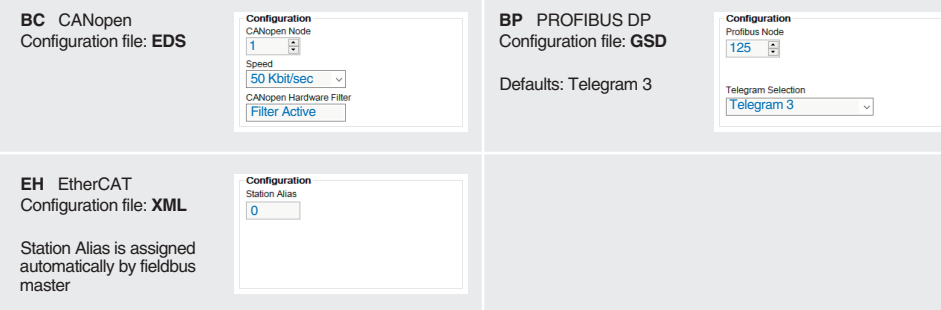 BC CANopen
Configuration file: EDS
Configuration
CANopen Node
1
Speed
50 Kbit/sec
CANopen Hardware Filter
Filter Active
BP PROFIBUS DP
Configuration file: GSD
Defaults: Telegram 3
Configuration
Profibus Node
125
Telegram Selection
Telegram 3
EH EtherCAT
Configuration file: XML
Station Alias is assigned
automatically by fieldbus
master
Configuration
Station Alias
0